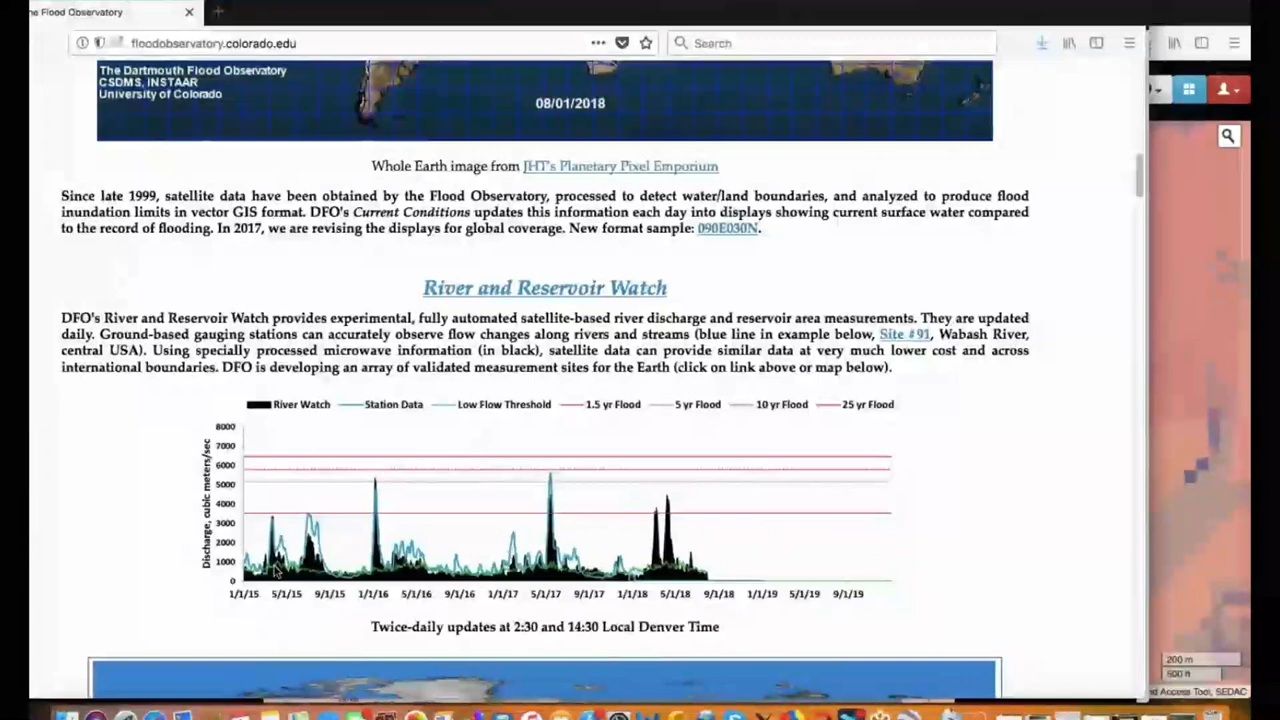 he Flood Observatory
floodobservatory.colorado.edu
Search
The Dartmouth Flood Observatory
CSDMS, INSTAAR
University of Colorado
08/01/2018
Whole Earth image from JHT's Planetary Pixel Emporium
Since late 1999, satellite data have been obtained by the Flood Observatory, processed to detect water/land boundaries, and analyzed to produce flood
inundation limits in vector GIS format. DFO's Current Conditions updates this information each day into displays showing current surface water compared
to the record of flooding. In 2017, we are revising the displays for global coverage. New format sample: 090E030N.
River and Reservoir Watch
DFO's River and Reservoir Watch provides experimental, fully automated satellite-based river discharge and reservoir area measurements. They are updated
daily. Ground-based gauging stations can accurately observe flow changes along rivers and streams (blue line in example below, Site #91, Wabash River,
central USA). Using specially processed microwave information (in black), satellite data can provide similar data at very much lower cost and across
international boundaries. DFO is developing an array of validated measurement sites for the Earth (click on link above or map below).
River Watch Station Data Low Flow Threshold 1.5 yr Flood 5 yr Flood 10 yr Flood 25 yr Flood
Discharge, cubic meters/sec
8000
7000
6000
5000
4000
3000
2000
1000
0
1/1/15 5/1/15 9/1/15 1/1/16 5/1/16 9/1/16 1/1/17 5/1/17 9/1/17 1/1/18 5/1/18 9/1/18 1/1/19 5/1/19 9/1/19
Twice-daily updates at 2:30 and 14:30 Local Denver Time
200 m
500 ft
nd Access Tool, SEDAC